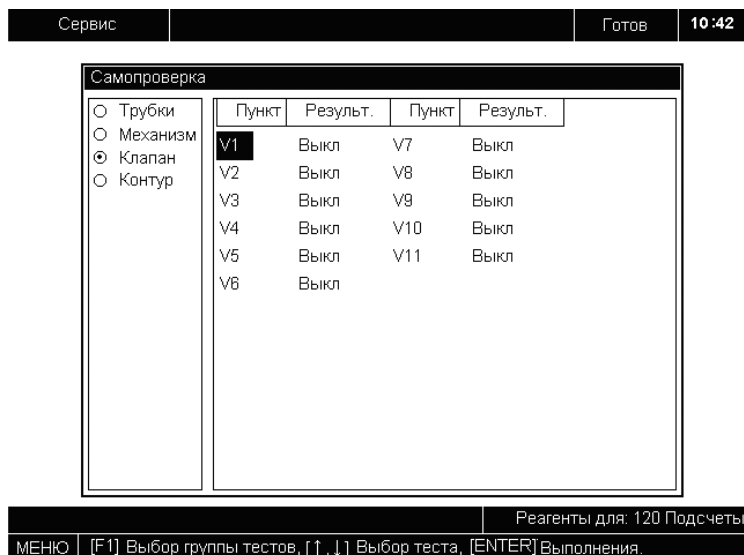 Сервис Готов 10:42
Самопроверка
Трубки
Механизм
Клапан
Контур
Пункт Результ. Пункт Результ.
V1 Выкл V7 Выкл
V2 Выкл V8 Выкл
V3 Выкл V9 Выкл
V4 Выкл V10 Выкл
V5 Выкл V11 Выкл
V6 Выкл
Реагенты для: 120 Подсчеты
МЕНЮ [F1] Выбор группы тестов, [↑,↓] Выбор теста, [ENTER] Выполнения.